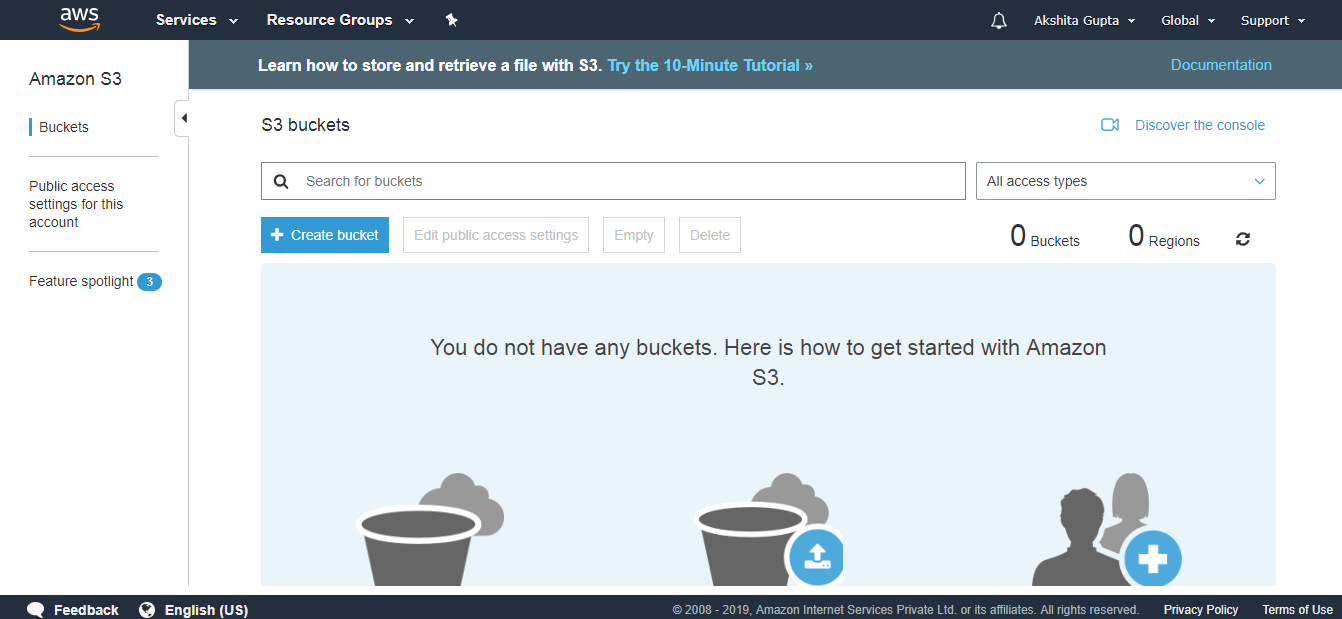 aws Services Resource Groups Akshita Gupta Global Support
Amazon S3
Buckets
Public access
settings for this
account
Feature spotlight 3
Learn how to store and retrieve a file with S3. Try the 10-Minute Tutorial » Documentation
S3 buckets Discover the console
Search for buckets All access types
Create bucket Edit public access settings Empty Delete 0 Buckets 0 Regions
You do not have any buckets. Here is how to get started with Amazon
S3.
Feedback English (US) © 2008 - 2019, Amazon Internet Services Private Ltd. or its affiliates. All rights reserved. Privacy Policy Terms of Use